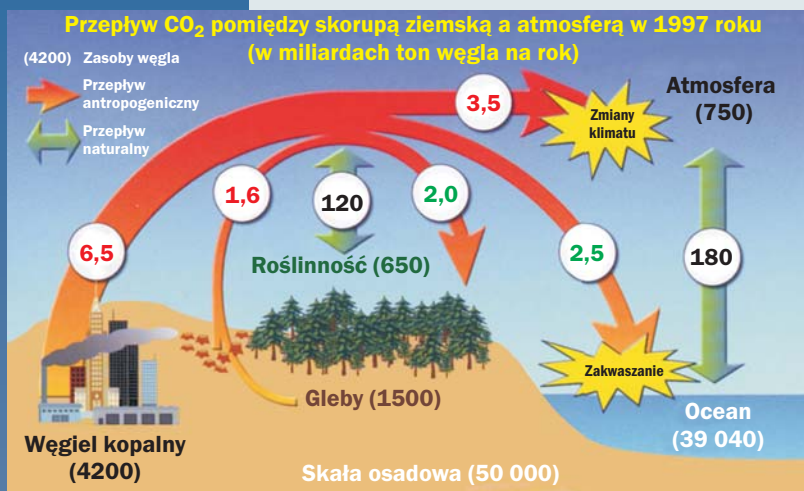 Przepływ CO₂ pomiędzy skorupą ziemską a atmosferą w 1997 roku
(w miliardach ton węgla na rok)
(4200) Zasoby węgla
Przepływ
antropogeniczny
Przepływ
naturalny
3,5
Zmiany
klimatu
Atmosfera
(750)
1,6
120
2,0
6,5
2,5
180
Roślinność (650)
Zakwaszanie
Gleby (1500)
Ocean
(39 040)
Węgiel kopalny
(4200)
Skała osadowa (50 000)